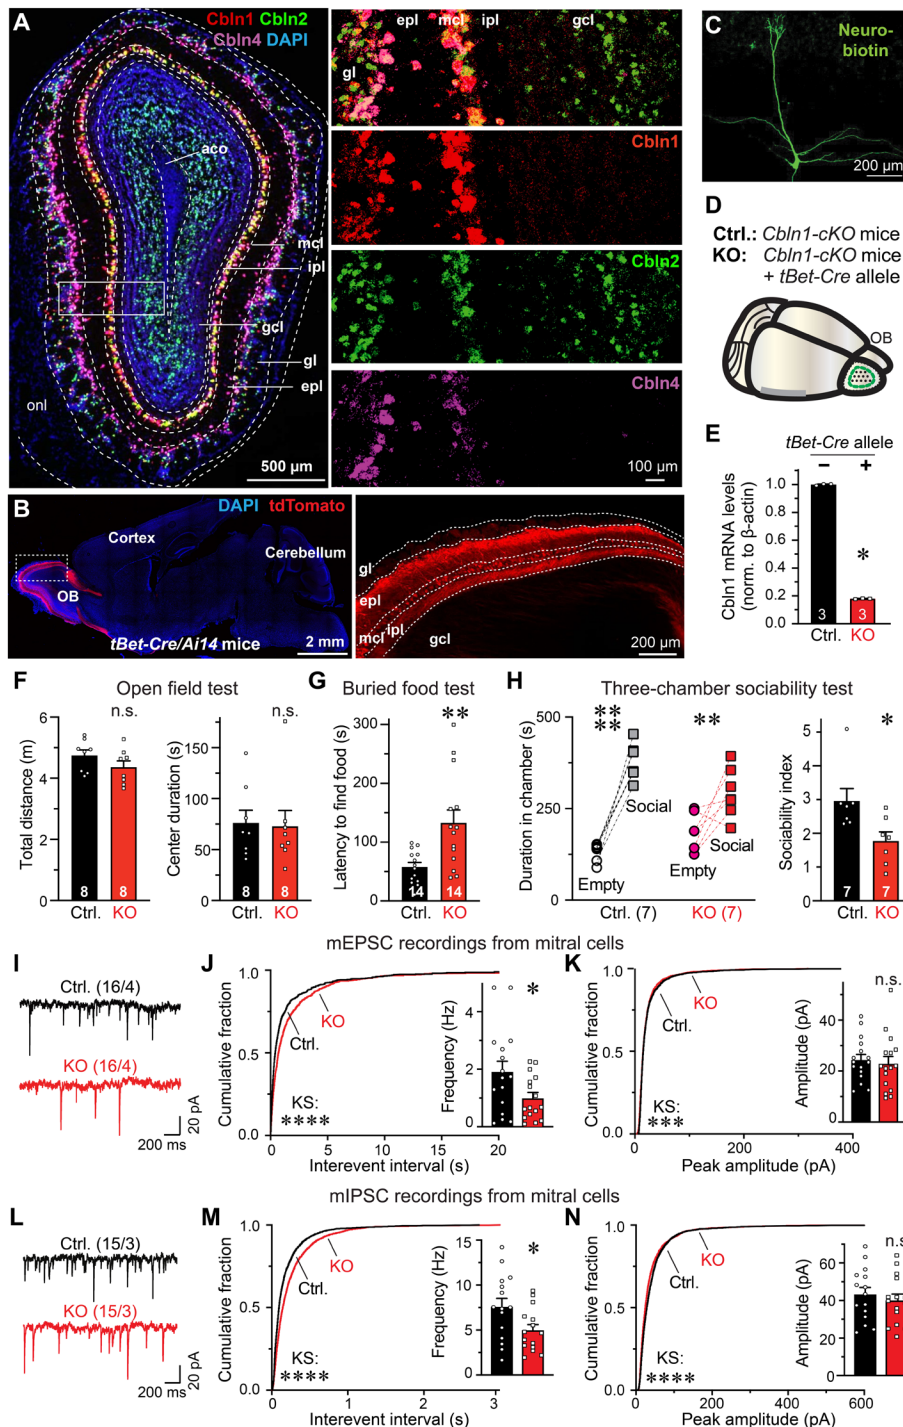 A
Cbln1 Cbln2
Cbln4 DAPI
aco
mcl
ipl
gcl
gl
epl
onl
500 µm
epl mcl ipl gcl
gl
Cbln1
Cbln2
Cbln4
100 µm
B
DAPI tdTomato
Cortex
Cerebellum
OB
tBet-Cre/Ai14 mice
2 mm
gl
epl
mcl
ipl
gcl
200 µm
C
Neuro-
biotin
200 µm
D
Ctrl.: Cbln1-cKO mice
KO: Cbln1-cKO mice
+ tBet-Cre allele
OB
E
tBet-Cre allele
− +
Cbln1 mRNA levels
(norm. to β-actin)
1.0
0.8
0.6
0.4
0.2
0.0
*
3 3
Ctrl. KO
F
Open field test
Total distance (m)
6
4
2
0
n.s.
8 8
Ctrl. KO
Center duration (s)
125
100
75
50
25
0
n.s.
8 8
Ctrl. KO
G
Buried food test
Latency to find food (s)
300
250
200
150
100
50
0
**
14 14
Ctrl. KO
H
Three-chamber sociability test
Duration in chamber (s)
500
250
0
**
**
**
Social
Social
Empty
Empty
Ctrl. (7) KO (7)
Sociability index
6
4
2
0
*
7 7
Ctrl. KO
mEPSC recordings from mitral cells
I
Ctrl. (16/4)
KO (16/4)
20 pA
200 ms
J
Cumulative fraction
1.0
0.5
0.0
KO
Ctrl.
KS:
****
0 5 10 15 20
Interevent interval (s)
Frequency (Hz)
4
2
0
*
K
Cumulative fraction
1.0
0.5
0.0
KO
Ctrl.
KS:
***
0 200 400
Peak amplitude (pA)
Amplitude (pA)
40
20
0
n.s.
mIPSC recordings from mitral cells
L
Ctrl. (15/3)
KO (15/3)
20 pA
200 ms
M
Cumulative fraction
1.0
0.5
0.0
KO
Ctrl.
KS:
****
0 1 2 3
Interevent interval (s)
Frequency (Hz)
15
10
5
0
*
N
Cumulative fraction
1.0
0.5
0.0
KO
Ctrl.
KS:
****
0 200 400 600
Peak amplitude (pA)
Amplitude (pA)
60
40
20
0
n.s